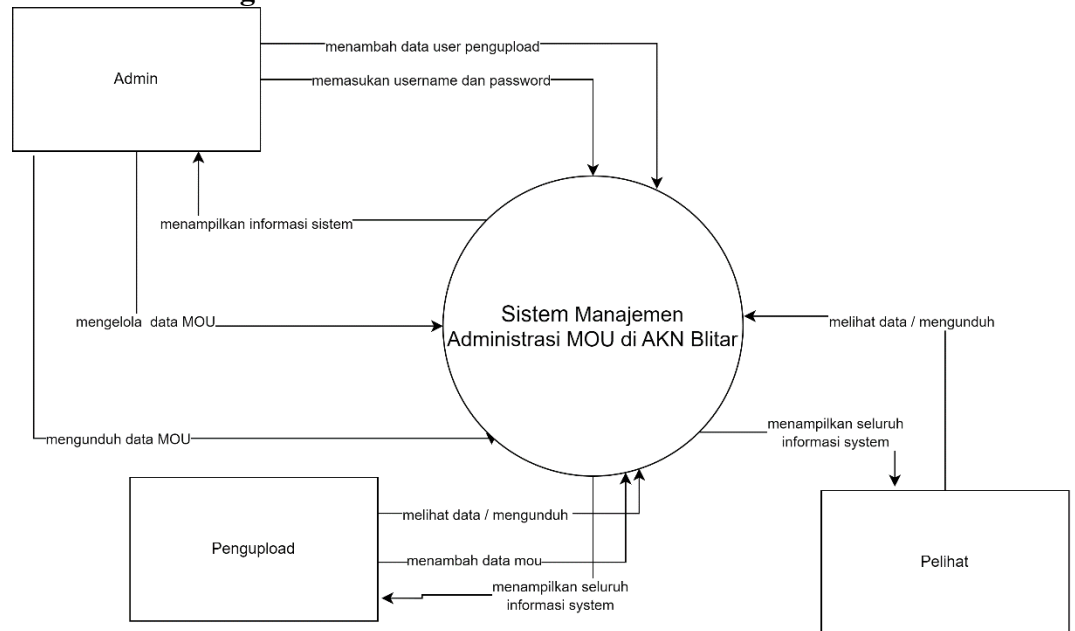 menambah data user pengupload
Admin
memasukan username dan password
menampilkan informasi sistem
Sistem Manajemen
Administrasi MOU di AKN Blitar
mengelola data MOU
melihat data / mengunduh
menampilkan seluruh
informasi system
mengunduh data MOU
melihat data / mengunduh
Pengupload
menambah data mou
Pelihat
menampilkan seluruh
informasi system